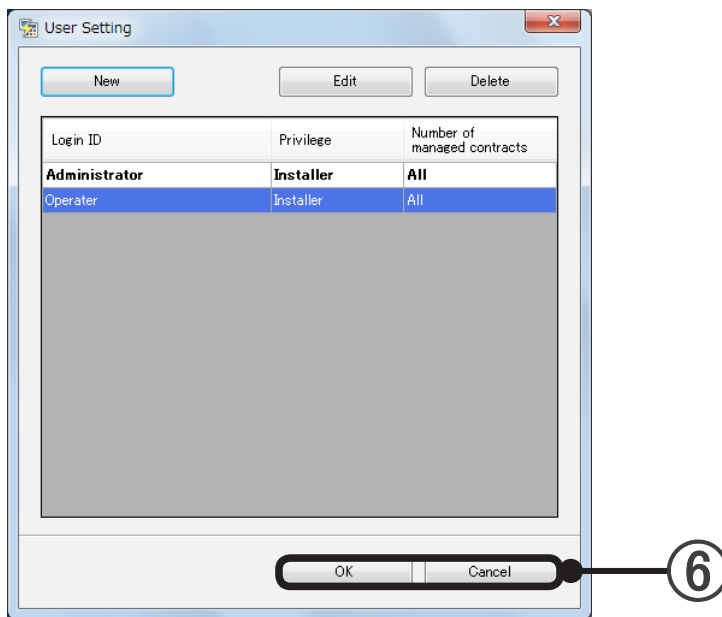 User Setting
New Edit Delete
Login ID Privilege Number of
managed contracts
Administrator Installer All
Operater Installer All
OK Cancel ⑥